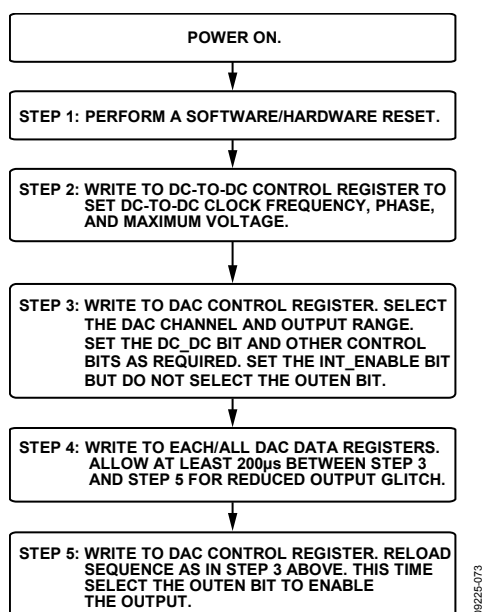 POWER ON.
STEP 1: PERFORM A SOFTWARE/HARDWARE RESET.
STEP 2: WRITE TO DC-TO-DC CONTROL REGISTER TO
SET DC-TO-DC CLOCK FREQUENCY, PHASE,
AND MAXIMUM VOLTAGE.
STEP 3: WRITE TO DAC CONTROL REGISTER. SELECT
THE DAC CHANNEL AND OUTPUT RANGE.
SET THE DC_DC BIT AND OTHER CONTROL
BITS AS REQUIRED. SET THE INT_ENABLE BIT
BUT DO NOT SELECT THE OUTEN BIT.
STEP 4: WRITE TO EACH/ALL DAC DATA REGISTERS.
ALLOW AT LEAST 200µs BETWEEN STEP 3
AND STEP 5 FOR REDUCED OUTPUT GLITCH.
STEP 5: WRITE TO DAC CONTROL REGISTER. RELOAD
SEQUENCE AS IN STEP 3 ABOVE. THIS TIME
SELECT THE OUTEN BIT TO ENABLE
THE OUTPUT.
09225-073